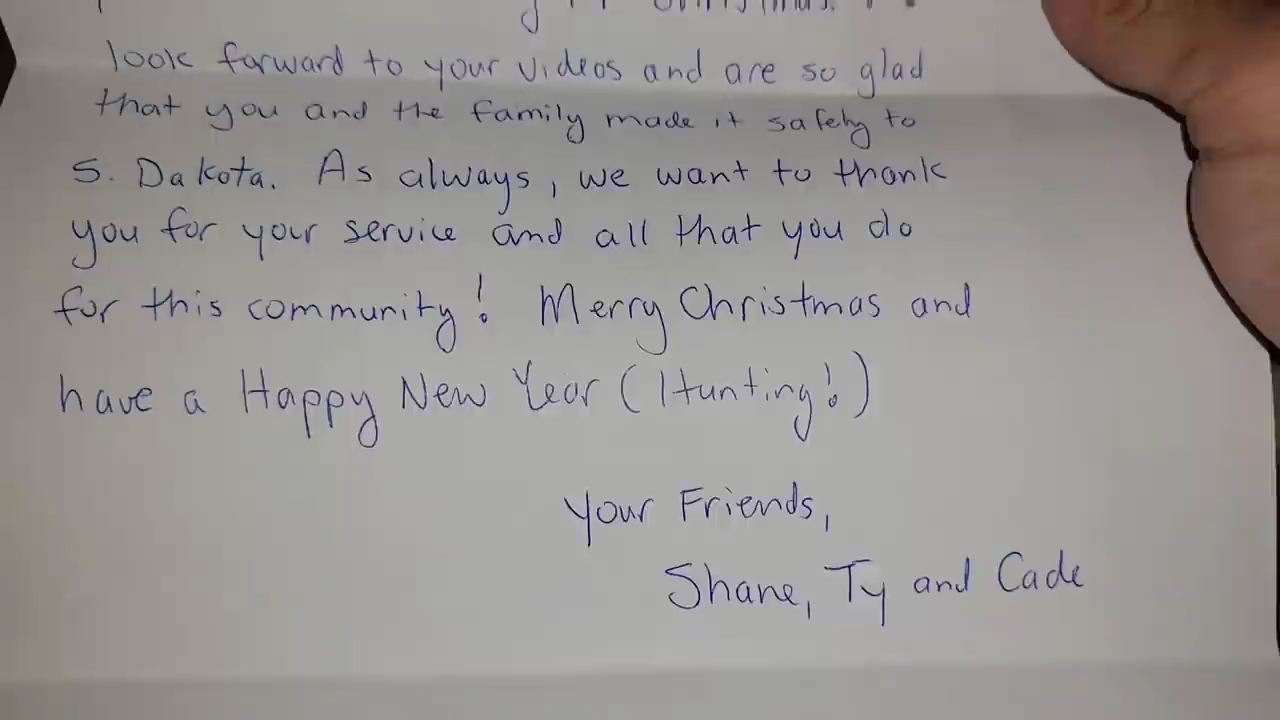 look forward to your videos and are so glad
that you and the family made it safely to
S. Dakota. As always, we want to thank
you for your service and all that you do
for this community! Merry Christmas and
have a Happy New Year (Hunting!)
Your Friends,
Shane, Ty and Cade